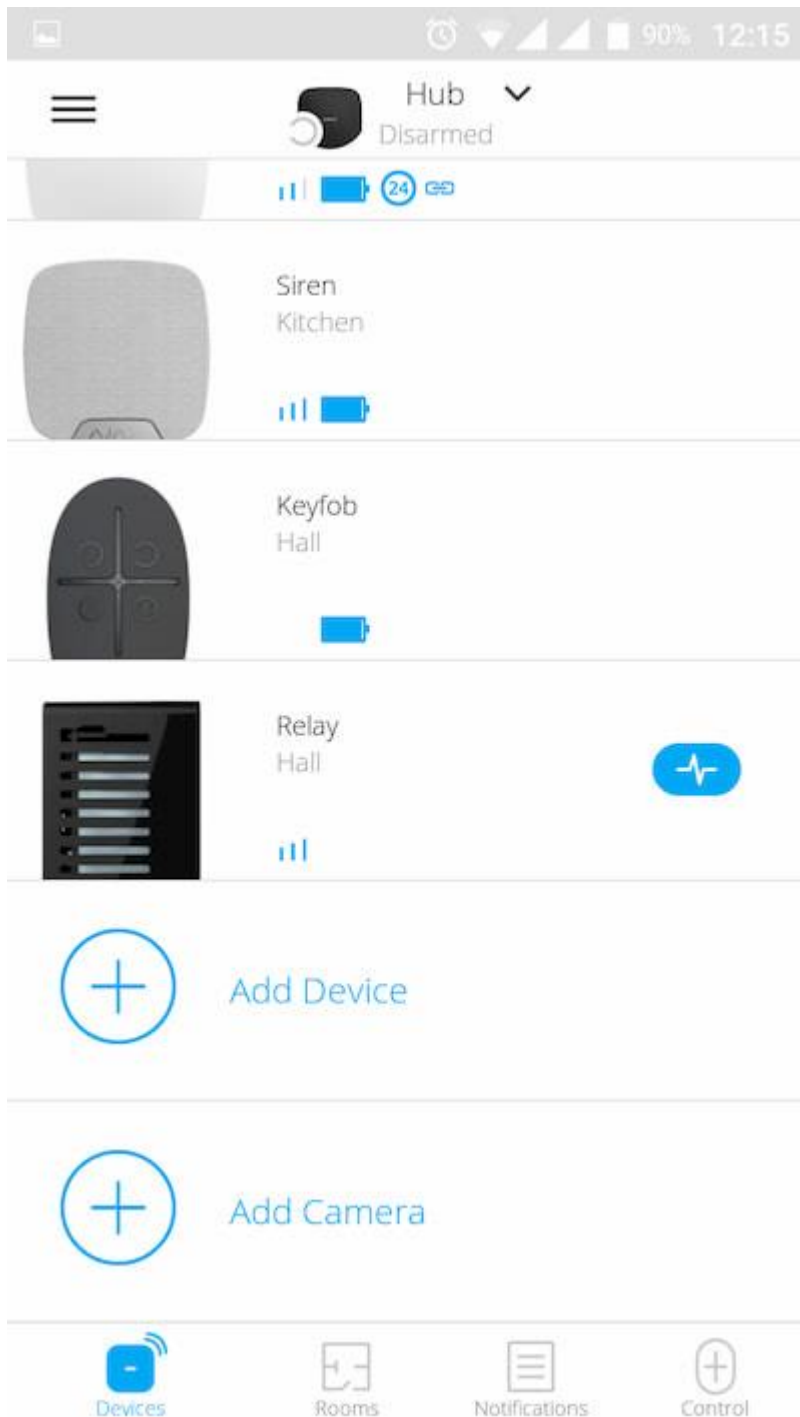 90% 12:15
Hub
Disarmed
24
Siren
Kitchen
Keyfob
Hall
Relay
Hall
Add Device
Add Camera
Devices Rooms Notifications Control